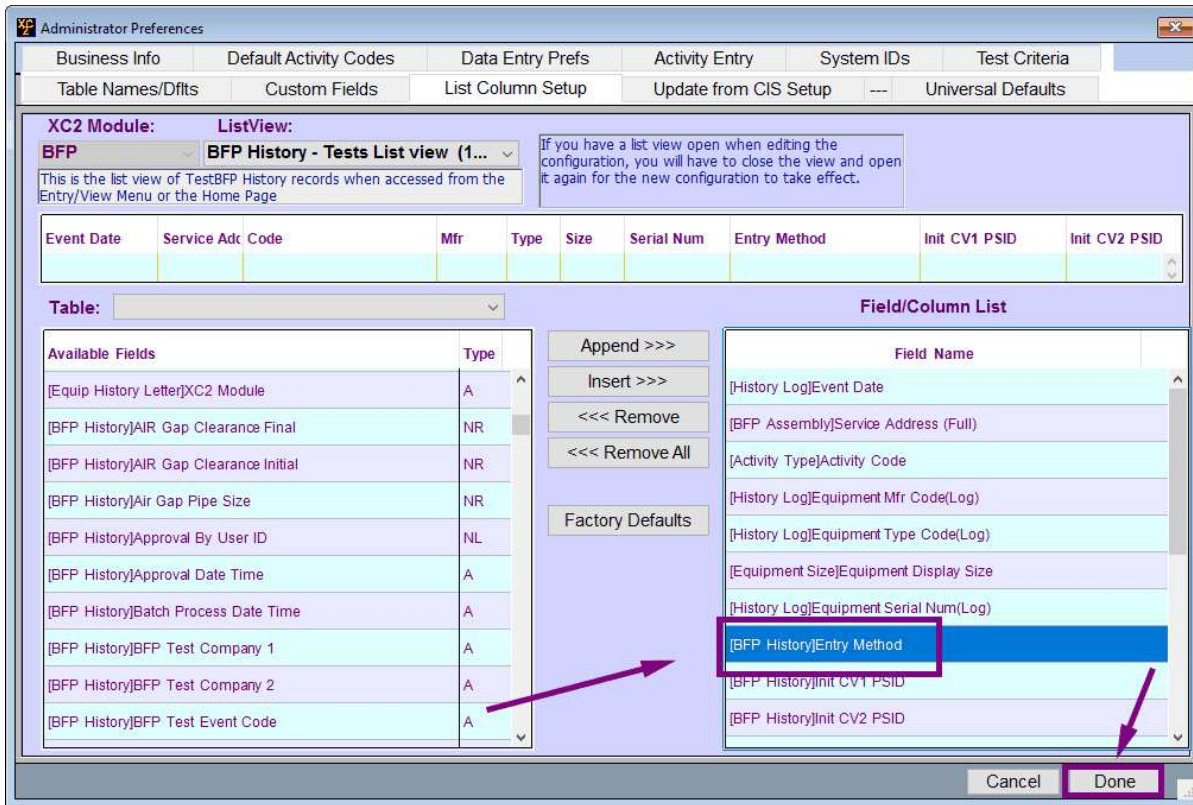 XC2
Administrator Preferences
Business Info Default Activity Codes Data Entry Prefs Activity Entry System IDs Test Criteria
Table Names/Dflts Custom Fields List Column Setup Update from CIS Setup --- Universal Defaults
XC2 Module: ListView:
BFP BFP History - Tests List view (1...
This is the list view of TestBFP History records when accessed from the
Entry/View Menu or the Home Page
If you have a list view open when editing the
configuration, you will have to close the view and open
it again for the new configuration to take effect.
Event Date Service Adc Code Mfr Type Size Serial Num Entry Method Init CV1 PSID Init CV2 PSID
Table: Field/Column List
Available Fields Type
[Equip History Letter]XC2 Module A
[BFP History]AIR Gap Clearance Final NR
[BFP History]AIR Gap Clearance Initial NR
[BFP History]Air Gap Pipe Size NR
[BFP History]Approval By User ID NL
[BFP History]Approval Date Time A
[BFP History]Batch Process Date Time A
[BFP History]BFP Test Company 1 A
[BFP History]BFP Test Company 2 A
[BFP History]BFP Test Event Code A
Append >>>
Insert >>>
<<< Remove
<<< Remove All
Factory Defaults
Field Name
[History Log]Event Date
[BFP Assembly]Service Address (Full)
[Activity Type]Activity Code
[History Log]Equipment Mfr Code(Log)
[History Log]Equipment Type Code(Log)
[Equipment Size]Equipment Display Size
[History Log]Equipment Serial Num(Log)
[BFP History]Entry Method
[BFP History]Init CV1 PSID
[BFP History]Init CV2 PSID
Cancel Done